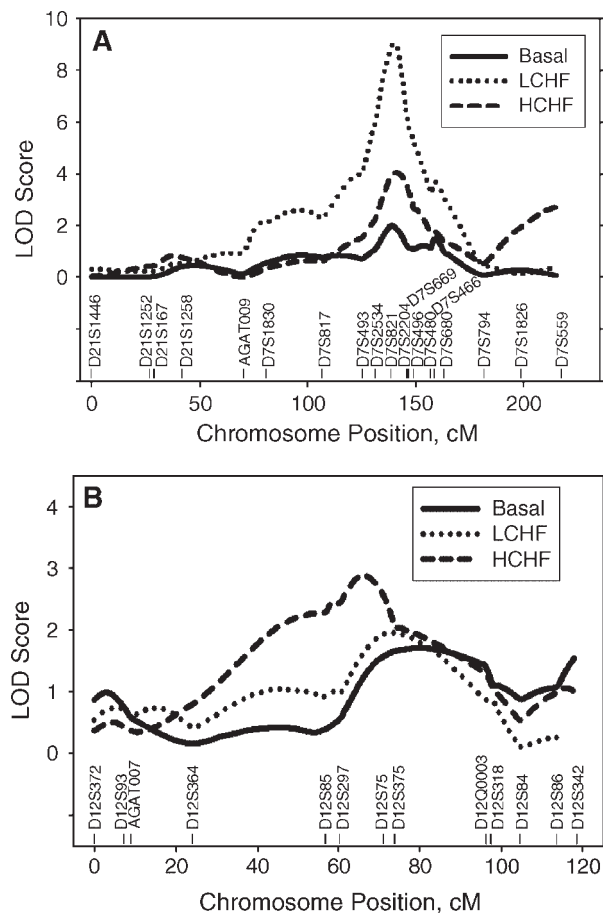 A
Basal
LCHF
HCHF
LOD Score
10
8
6
4
2
0
D21S1446
D21S1252
D21S167
D21S1258
AGAT009
D7S1830
D7S817
D7S493
D7S2534
D7S821
D7S2204
D7S669
D7S496
D7S480
D7S466
D7S680
D7S794
D7S1826
D7S559
0 50 100 150 200
Chromosome Position, cM
B
Basal
LCHF
HCHF
LOD Score
4
3
2
1
0
D12S372
D12S93
AGAT007
D12S364
D12S85
D12S297
D12S75
D12S375
D12Q0003
D12S318
D12S84
D12S86
D12S342
0 20 40 60 80 100 120
Chromosome Position, cM